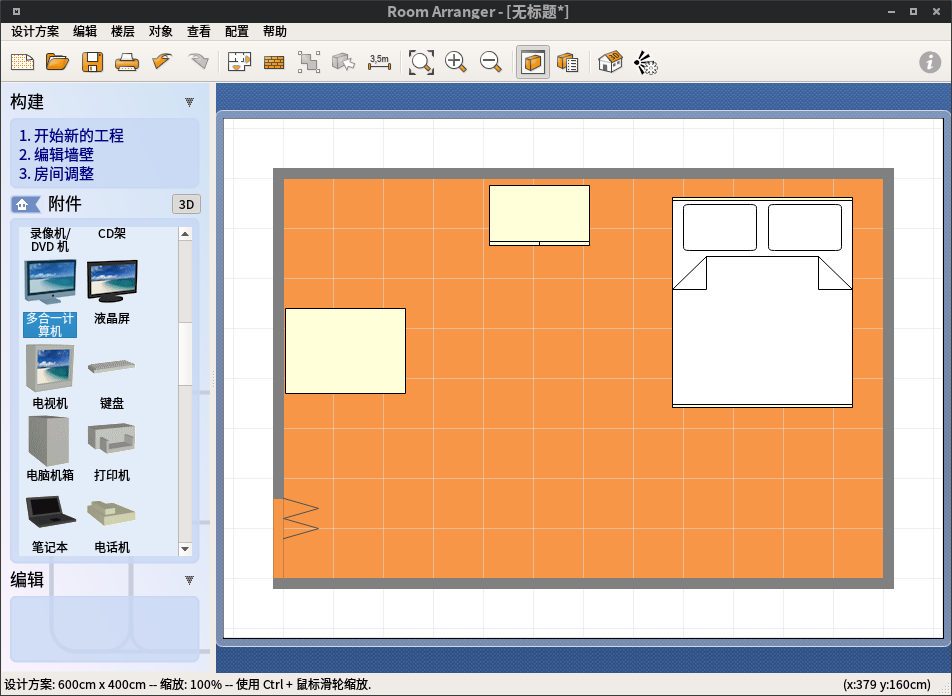 Room Arranger - [无标题*]
设计方案 编辑 楼层 对象 查看 配置 帮助
3,5m
构建
1. 开始新的工程
2. 编辑墙壁
3. 房间调整
附件 3D
录像机/
DVD 机
CD架
多合一计
算机
液晶屏
电视机 键盘
电脑机箱 打印机
笔记本 电话机
编辑
设计方案: 600cm x 400cm -- 缩放: 100% -- 使用 Ctrl + 鼠标滑轮缩放. (x:379 y:160cm)